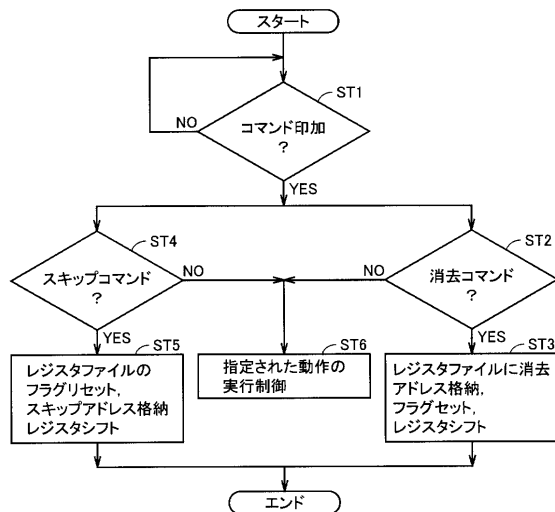 スタート
ST1
コマンド印加
?
NO
YES
ST4
スキップコマンド
?
NO
YES
ST2
消去コマンド
?
NO
YES
ST5
レジスタファイルの
フラグリセット,
スキップアドレス格納
レジスタシフト
ST6
指定された動作の
実行制御
ST3
レジスタファイルに消去
アドレス格納,
フラグセット,
レジスタシフト
エンド